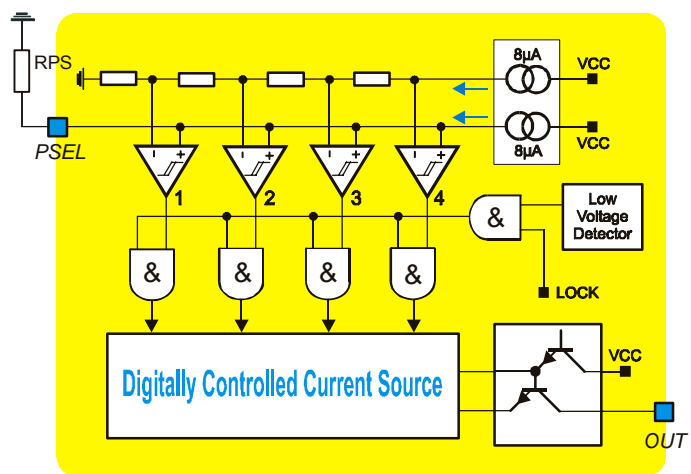 8µA
VCC
RPS
VCC
8µA
PSEL
1
2
3
4
&
Low
Voltage
Detector
&
&
&
&
LOCK
Digitally Controlled Current Source
VCC
OUT
- +
- +
- +
- +